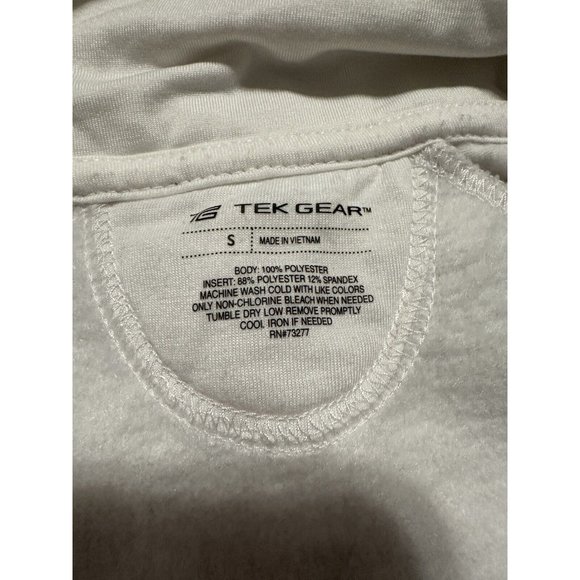 TEK GEAR™
S MADE IN VIETNAM
BODY: 100% POLYESTER
INSERT: 88% POLYESTER 12% SPANDEX
MACHINE WASH COLD WITH LIKE COLORS
ONLY NON-CHLORINE BLEACH WHEN NEEDED
TUMBLE DRY LOW REMOVE PROMPTLY
COOL IRON IF NEEDED
RN#73277